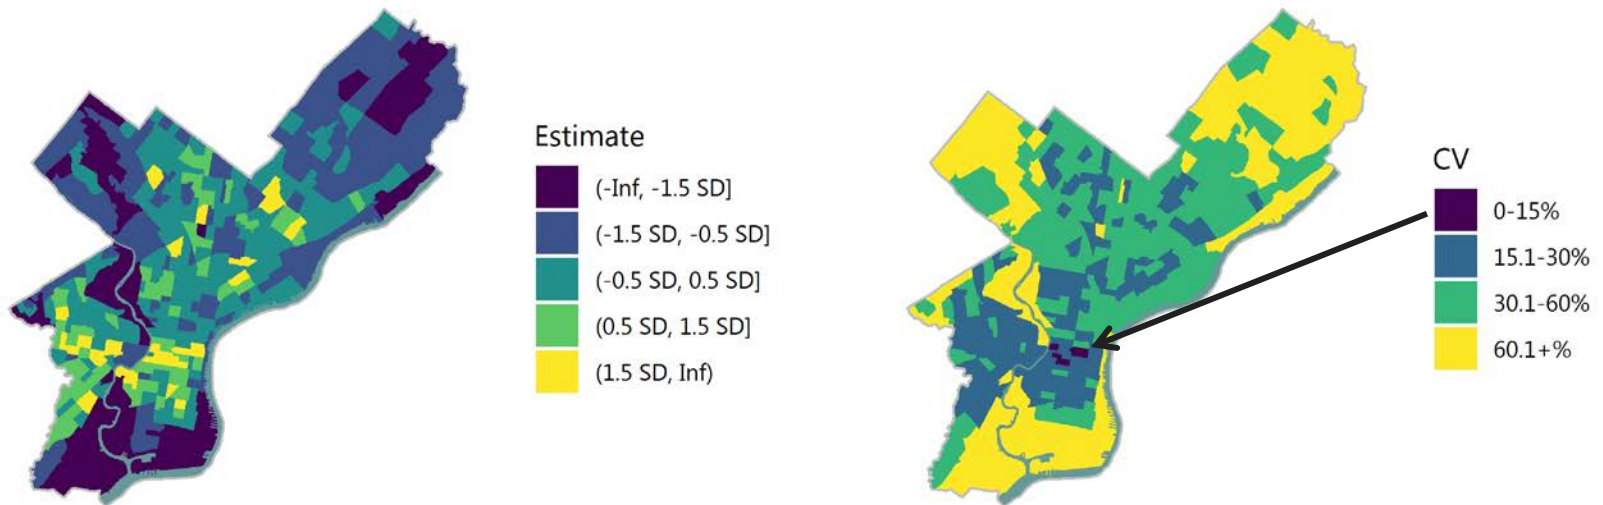 Estimate
(-Inf, -1.5 SD]
(-1.5 SD, -0.5 SD]
(-0.5 SD, 0.5 SD]
(0.5 SD, 1.5 SD]
(1.5 SD, Inf)
CV
0-15%
15.1-30%
30.1-60%
60.1+%